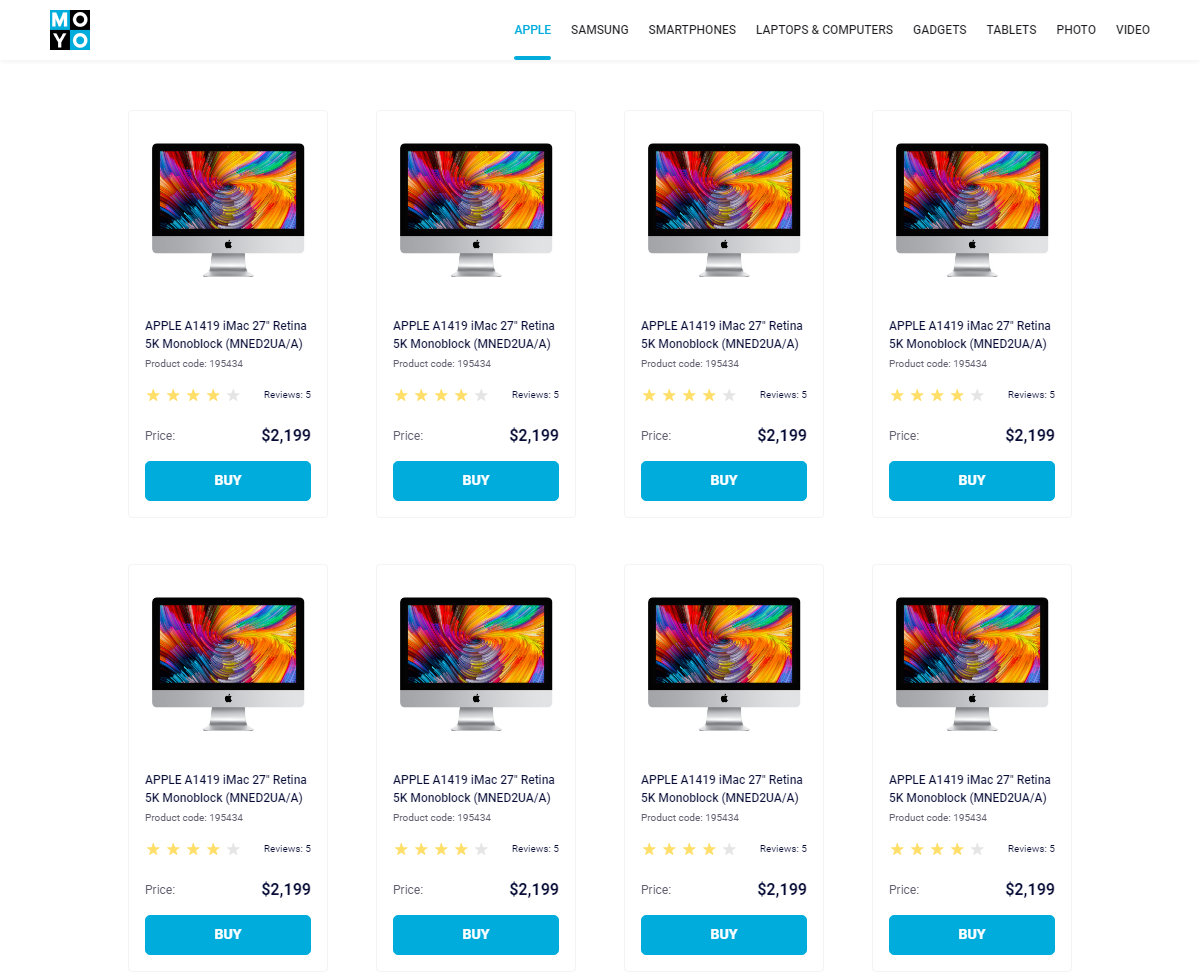 MO
YO
APPLE SAMSUNG SMARTPHONES LAPTOPS & COMPUTERS GADGETS TABLETS PHOTO VIDEO
APPLE A1419 iMac 27" Retina
5K Monoblock (MNED2UA/A)
Product code: 195434
Reviews: 5
Price: $2,199
BUY
APPLE A1419 iMac 27" Retina
5K Monoblock (MNED2UA/A)
Product code: 195434
Reviews: 5
Price: $2,199
BUY
APPLE A1419 iMac 27" Retina
5K Monoblock (MNED2UA/A)
Product code: 195434
Reviews: 5
Price: $2,199
BUY
APPLE A1419 iMac 27" Retina
5K Monoblock (MNED2UA/A)
Product code: 195434
Reviews: 5
Price: $2,199
BUY
APPLE A1419 iMac 27" Retina
5K Monoblock (MNED2UA/A)
Product code: 195434
Reviews: 5
Price: $2,199
BUY
APPLE A1419 iMac 27" Retina
5K Monoblock (MNED2UA/A)
Product code: 195434
Reviews: 5
Price: $2,199
BUY
APPLE A1419 iMac 27" Retina
5K Monoblock (MNED2UA/A)
Product code: 195434
Reviews: 5
Price: $2,199
BUY
APPLE A1419 iMac 27" Retina
5K Monoblock (MNED2UA/A)
Product code: 195434
Reviews: 5
Price: $2,199
BUY